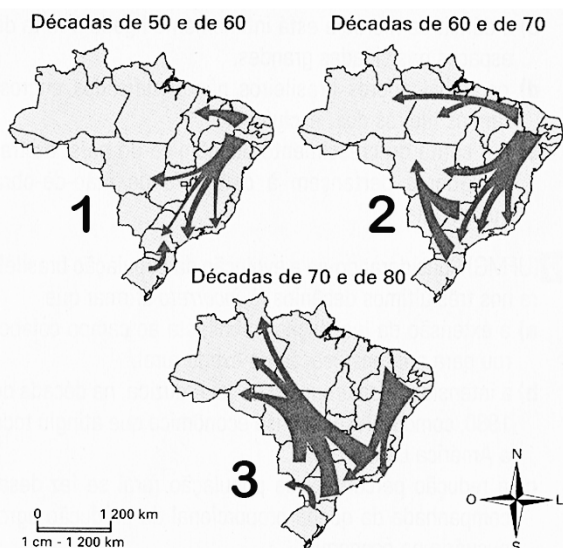 Décadas de 50 e de 60
Décadas de 60 e de 70
1
2
Décadas de 70 e de 80
3
0 1 200 km
1 cm - 1 200 km
N
O L
S